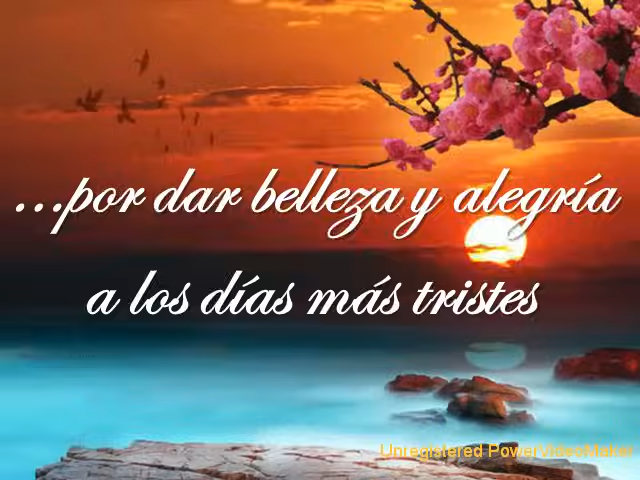 ...por dar belleza y alegría
a los días más tristes
Unregistered PowerVideoMaker